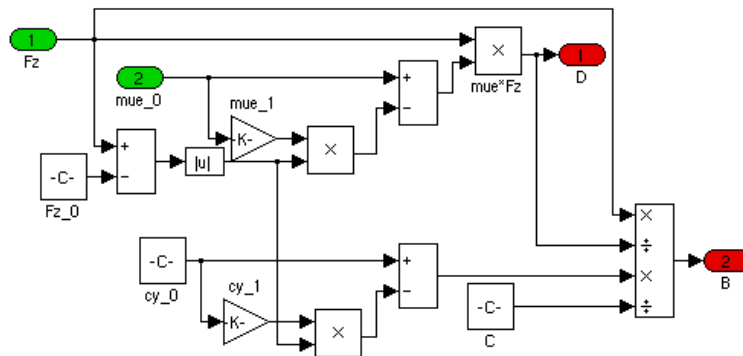 1
Fz
2
mue_0
mue_1
-K-
×
+
−
×
mue*Fz
1
D
+
−
|u|
-C-
Fz_0
-C-
cy_0
cy_1
-K-
×
+
−
-C-
C
×
÷
×
÷
2
B